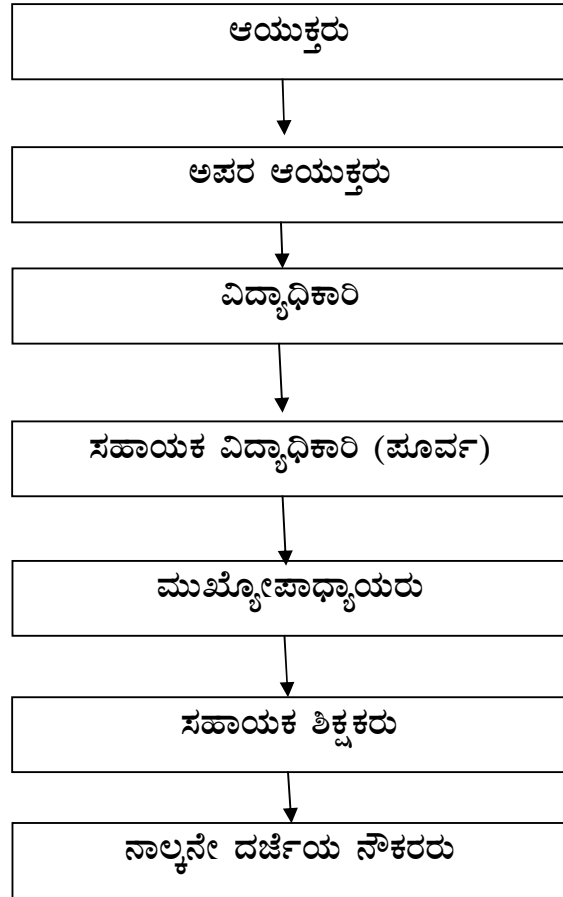 ಆಯುಕ್ತರು
ಅಪರ ಆಯುಕ್ತರು
ವಿದ್ಯಾಧಿಕಾರಿ
ಸಹಾಯಕ ವಿದ್ಯಾಧಿಕಾರಿ (ಪೂರ್ವ)
ಮುಖ್ಯೋಪಾಧ್ಯಾಯರು
ಸಹಾಯಕ ಶಿಕ್ಷಕರು
ನಾಲ್ಕನೇ ದರ್ಜೆಯ ನೌಕರರು